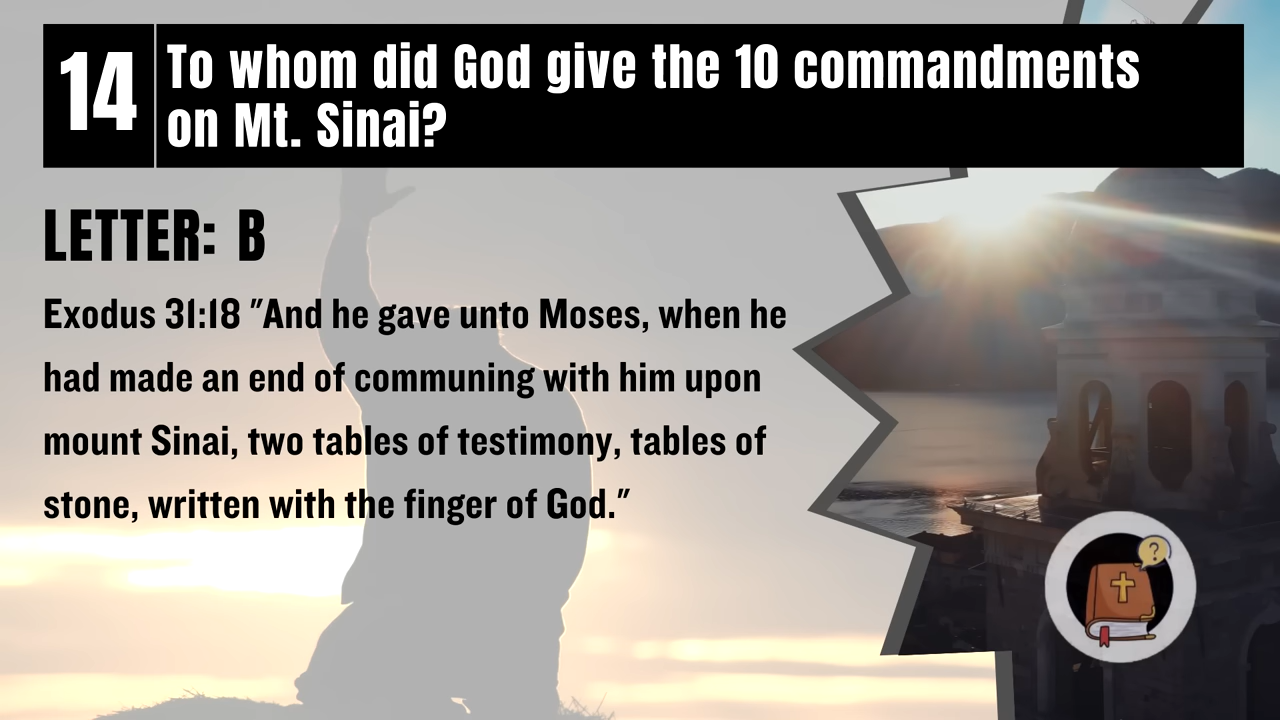 14
To whom did God give the 10 commandments
on Mt. Sinai?
LETTER: B
Exodus 31:18 "And he gave unto Moses, when he
had made an end of communing with him upon
mount Sinai, two tables of testimony, tables of
stone, written with the finger of God."
?